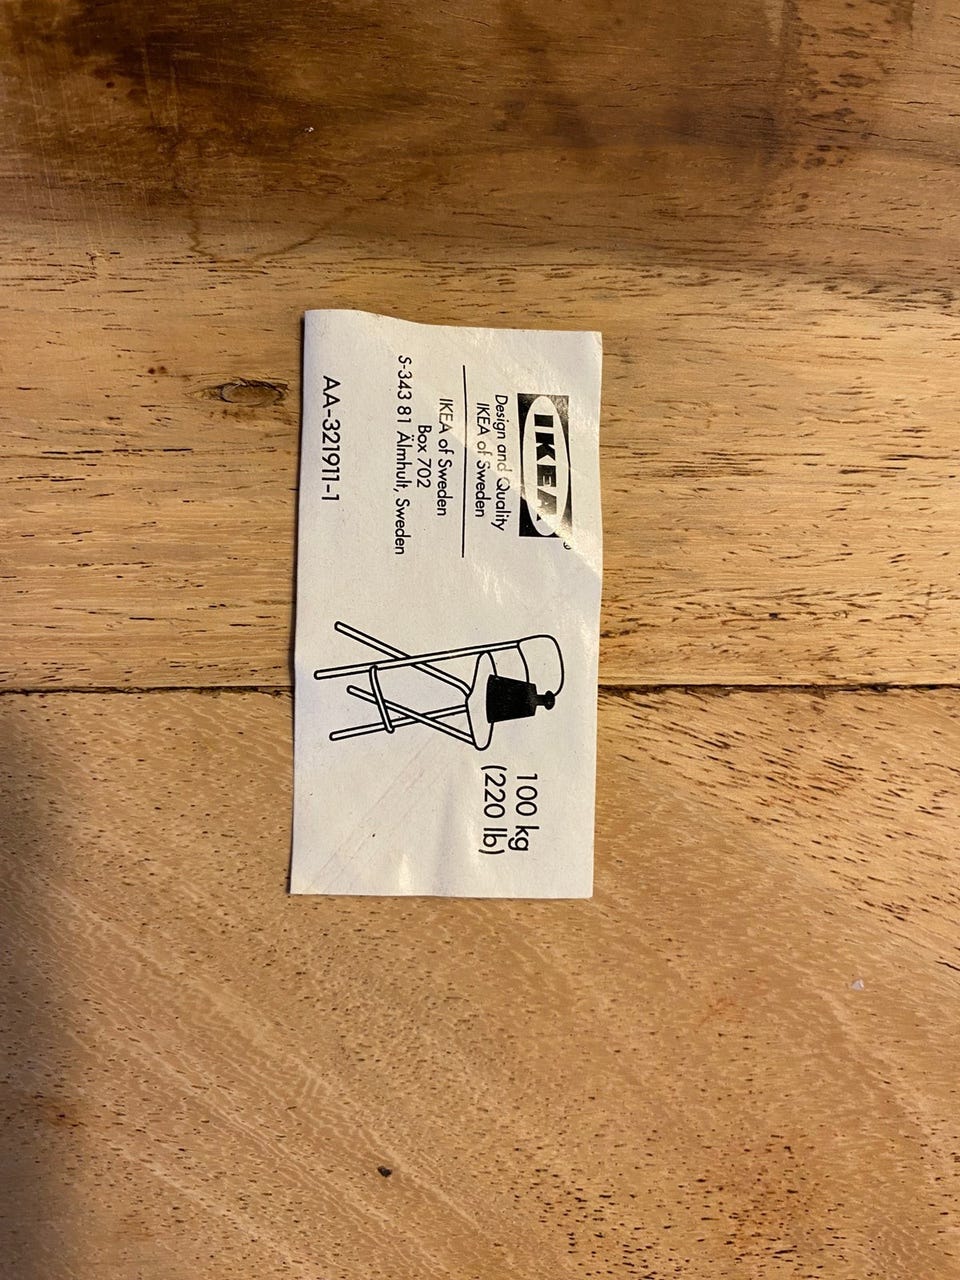 IKEA®
Design and Quality
IKEA of Sweden
IKEA of Sweden
Box 702
S-343 81 Älmhult, Sweden
AA-321911-1
100 kg
(220 lb)